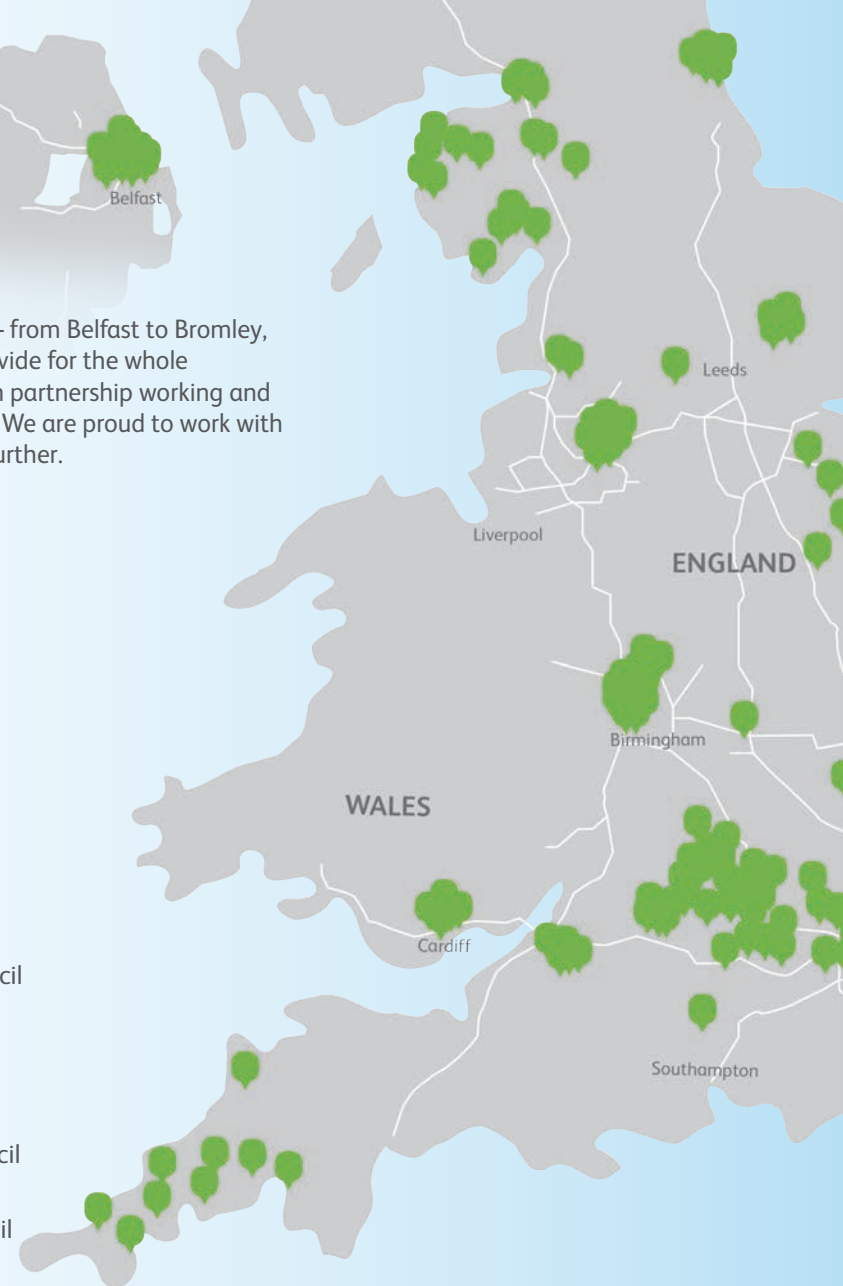 Belfast
- from Belfast to Bromley,
vide for the whole
n partnership working and
We are proud to work with
urther.
Leeds
Liverpool
ENGLAND
Birmingham
WALES
Cardiff
cil
Southampton
cil
il